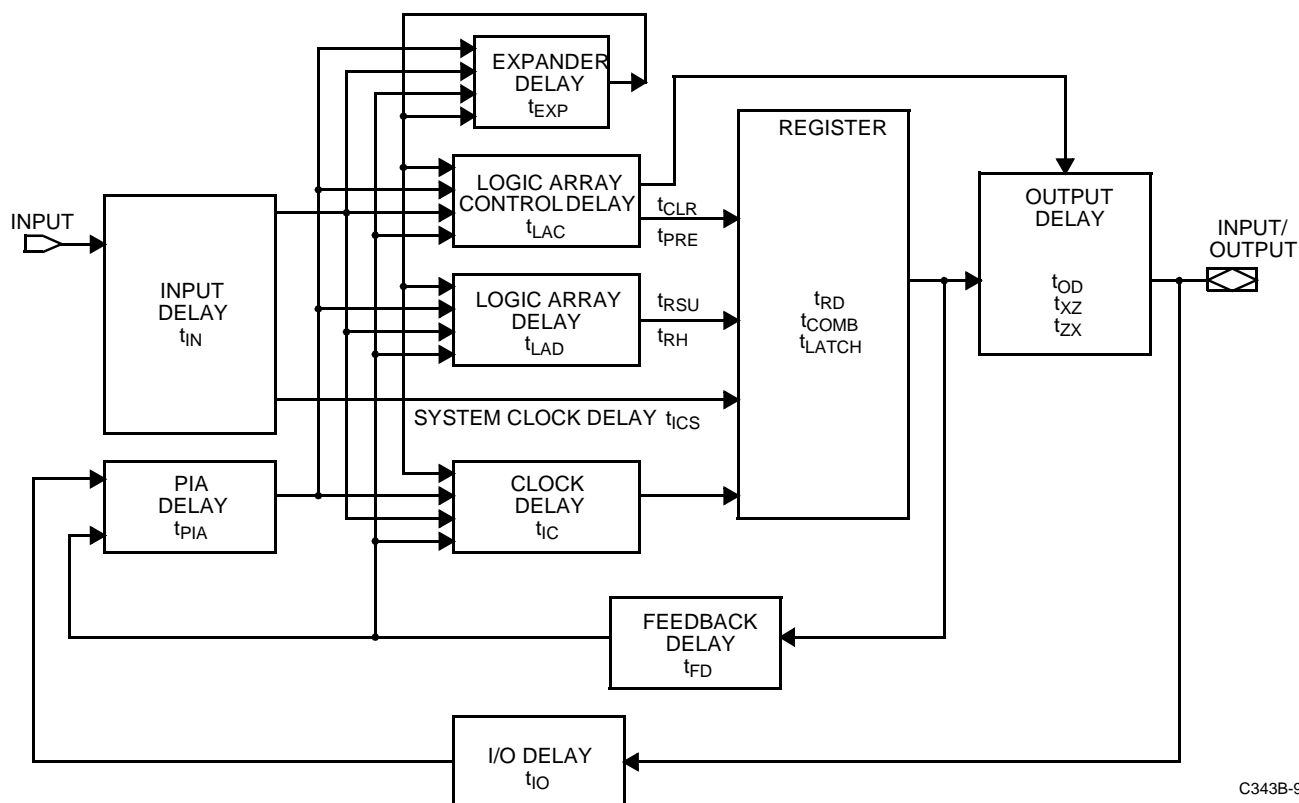 EXPANDER
DELAY
tEXP
REGISTER
LOGIC ARRAY
CONTROL DELAY
tLAC
tCLR
tPRE
OUTPUT
DELAY
tOD
tXZ
tZX
INPUT
INPUT/
OUTPUT
INPUT
DELAY
tIN
LOGIC ARRAY
DELAY
tLAD
tRSU
tRH
tRD
tCOMB
tLATCH
SYSTEM CLOCK DELAY tICS
PIA
DELAY
tPIA
CLOCK
DELAY
tIC
FEEDBACK
DELAY
tFD
I/O DELAY
tIO
C343B-9